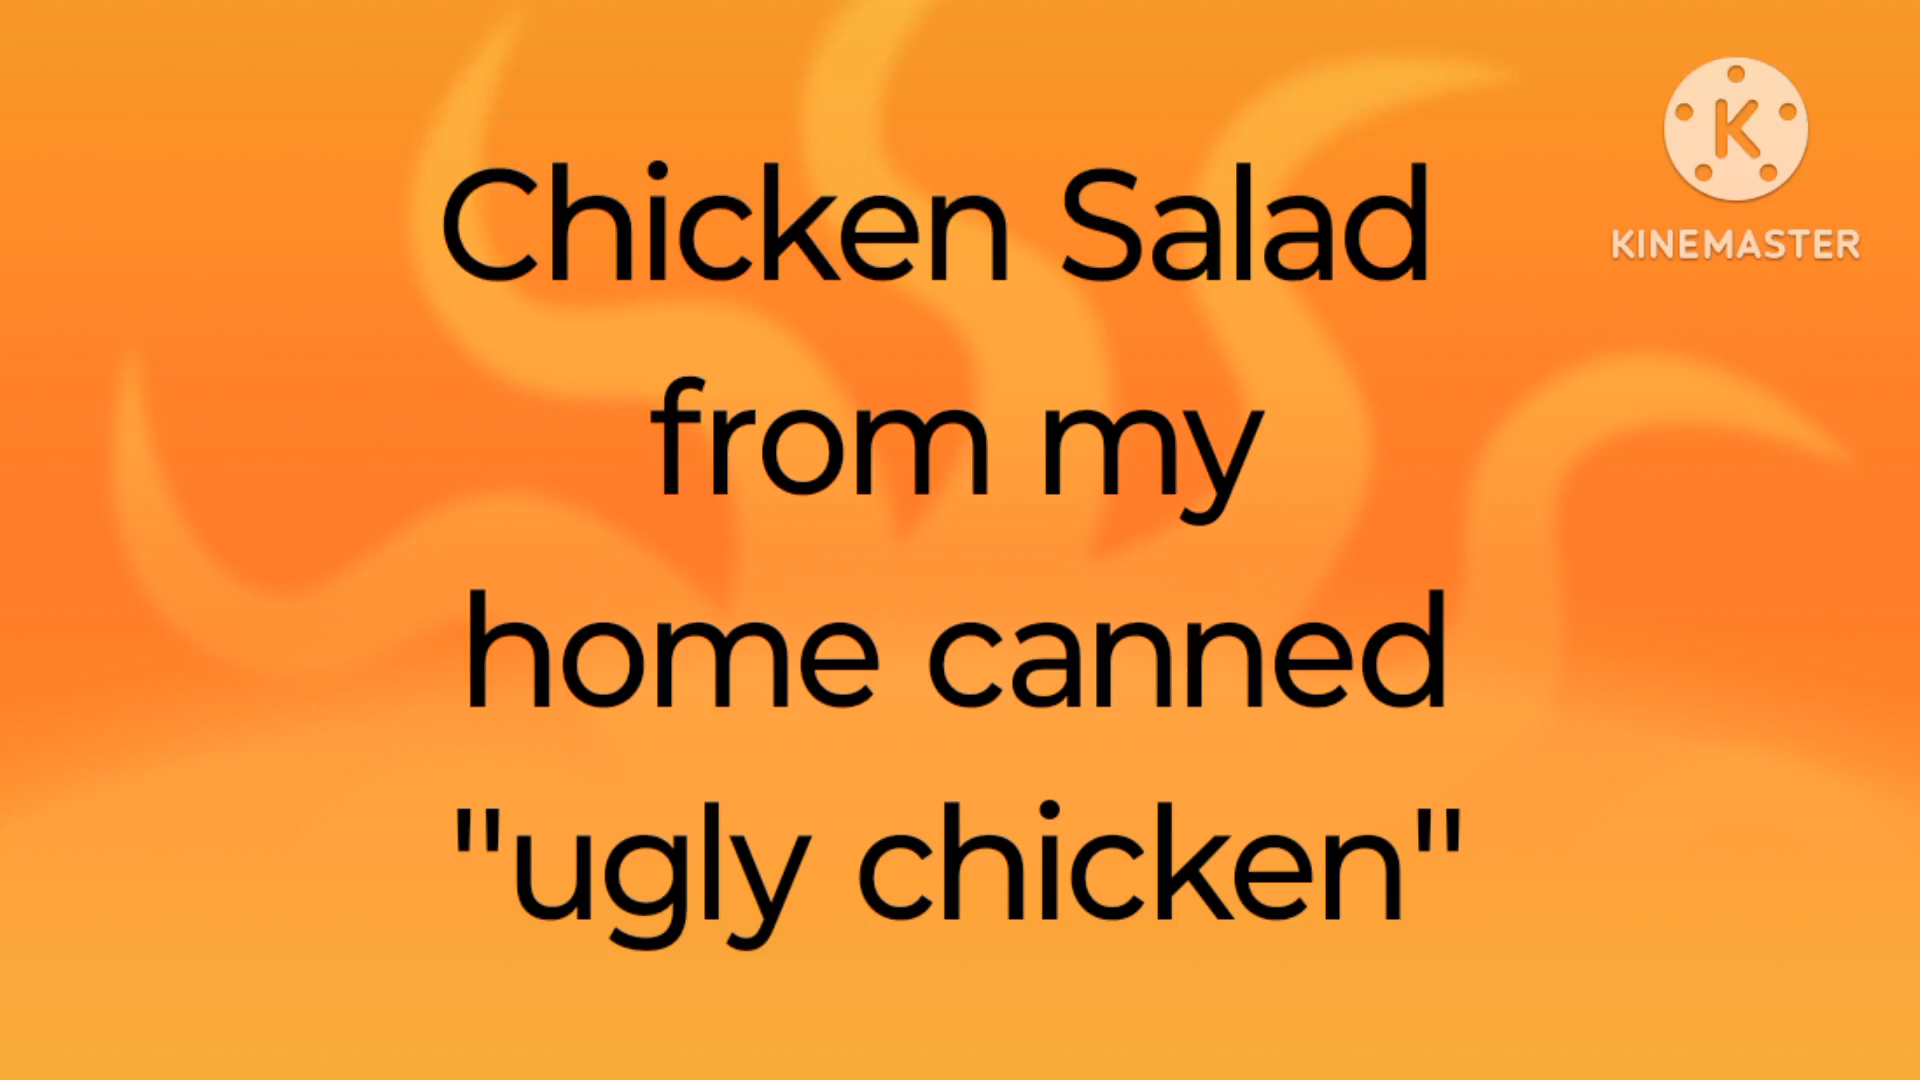 Chicken Salad
K
KINEMASTER
from my
home canned
"ugly chicken"